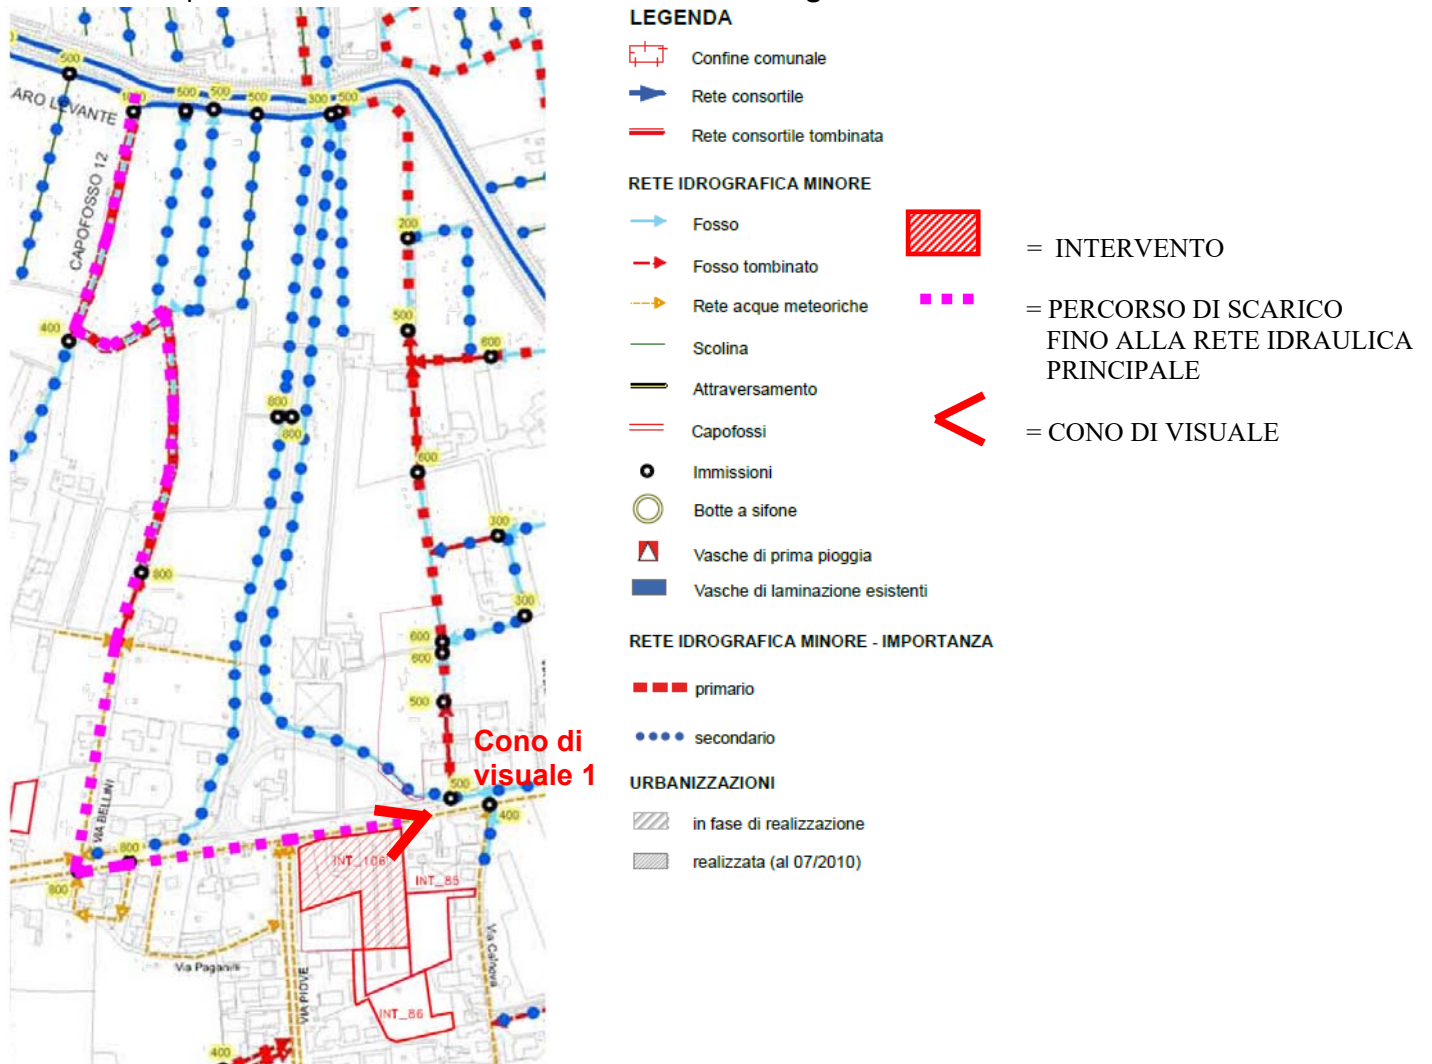 LEGENDA
Confine comunale
Rete consortile
Rete consortile tombinata
RETE IDROGRAFICA MINORE
Fosso
Fosso tombinato
Rete acque meteoriche
Scolina
Attraversamento
Capofossi
Immissioni
Botte a sifone
Vasche di prima pioggia
Vasche di laminazione esistenti
RETE IDROGRAFICA MINORE - IMPORTANZA
primario
secondario
URBANIZZAZIONI
in fase di realizzazione
realizzata (al 07/2010)
= INTERVENTO
= PERCORSO DI SCARICO
FINO ALLA RETE IDRAULICA
PRINCIPALE
= CONO DI VISUALE
500
ARO LEVANTE
500
500
500
300
500
CAPOFOSSO 12
200
400
500
600
800
800
600
300
800
300
600
600
500
Cono di
visuale 1
500
400
VIA BELLINI
800
800
INT_106
INT_85
Via Paganini
VIA PIOVE
Via Calnova
INT_86
400